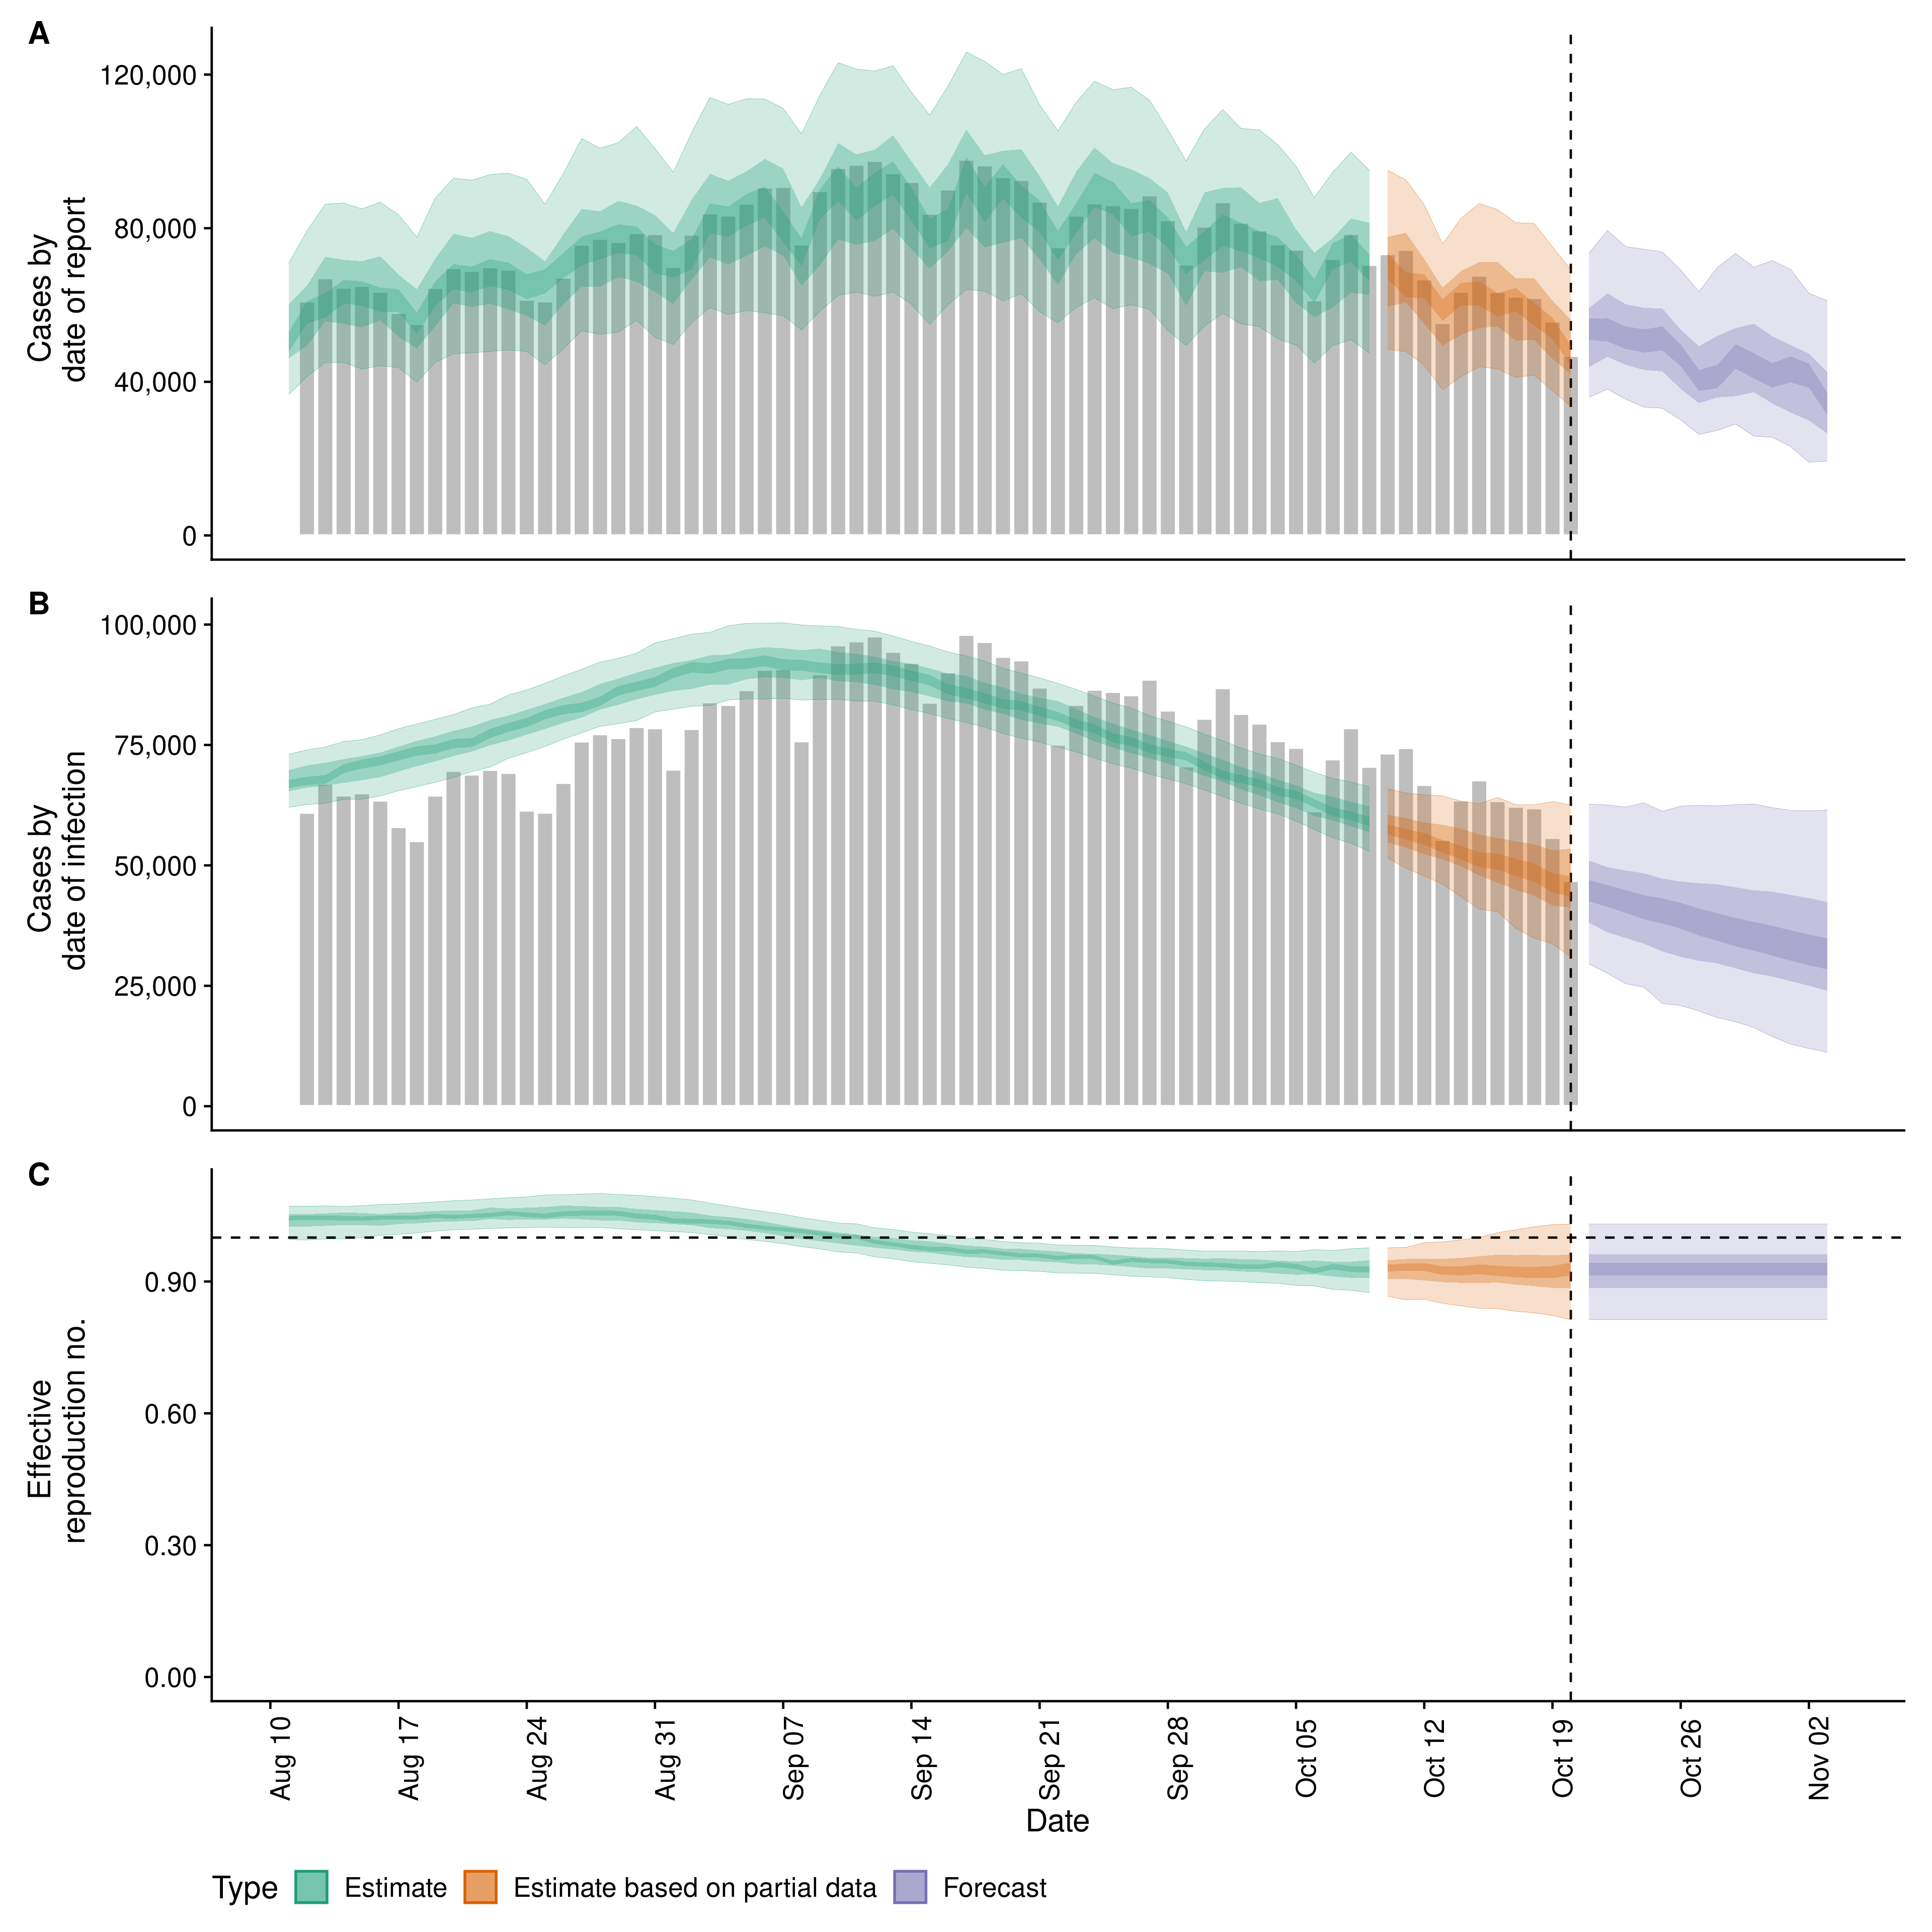 A
Cases by
date of report
120,000
80,000
40,000
0
B
Cases by
date of infection
100,000
75,000
50,000
25,000
0
C
Effective
reproduction no.
0.90
0.60
0.30
0.00
Aug 10
Aug 17
Aug 24
Aug 31
Sep 07
Sep 14
Sep 21
Sep 28
Oct 05
Oct 12
Oct 19
Oct 26
Nov 02
Date
Type Estimate Estimate based on partial data Forecast